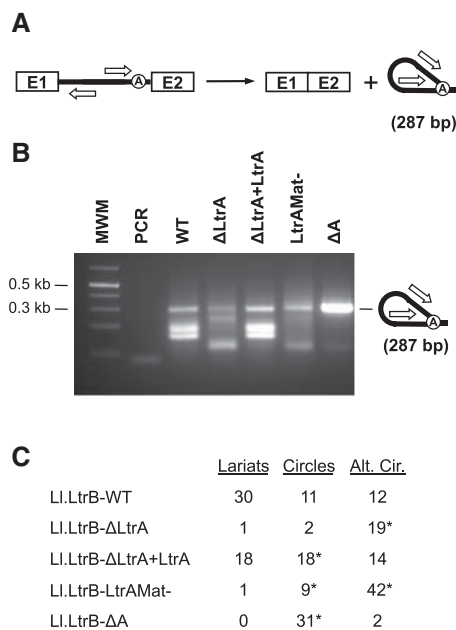 A
E1 A E2 E1 E2 + A
(287 bp)
B
MWM PCR WT ΔLtrA ΔLtrA+LtrA LtrAMat- ΔA
0.5 kb
0.3 kb
A
(287 bp)
C
Lariats Circles Alt. Cir.
Ll.LtrB-WT 30 11 12
Ll.LtrB-ΔLtrA 1 2 19*
Ll.LtrB-ΔLtrA+LtrA 18 18* 14
Ll.LtrB-LtrAMat- 1 9* 42*
Ll.LtrB-ΔA 0 31* 2